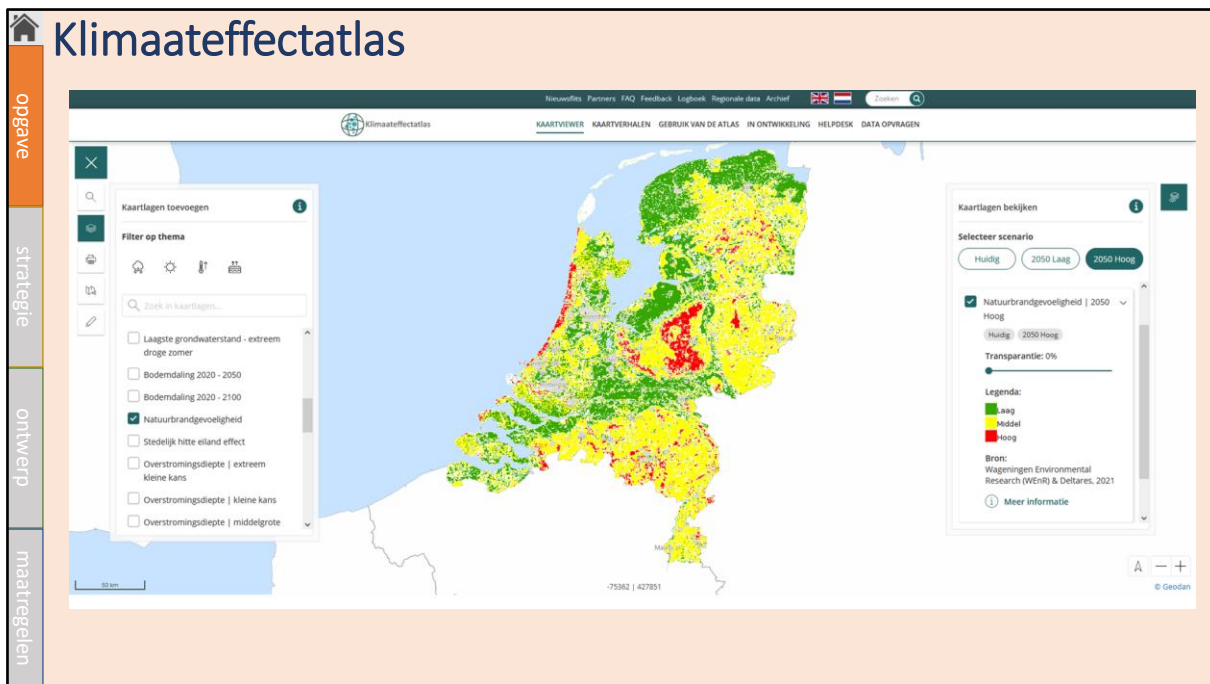 Klimaateffectatlas
opgave
strategie
ontwerp
maatregelen
Nieuwsflits Partners FAQ Feedback Logboek Regionale data Archief
Zoeken
Klimaateffectatlas
KAARTVIEWER KAARTVERHALEN GEBRUIK VAN DE ATLAS IN ONTWIKKELING HELPDESK DATA OPVRAGEN
Kaartlagen toevoegen
Filter op thema
Zoek in kaartlagen...
Laagste grondwaterstand - extreem
droge zomer
Bodemdaling 2020 - 2050
Bodemdaling 2020 - 2100
Natuurbrandgevoeligheid
Stedelijk hitte eiland effect
Overstromingsdiepte | extreem
kleine kans
Overstromingsdiepte | kleine kans
Overstromingsdiepte | middelgrote
Kaartlagen bekijken
Selecteer scenario
Huidig 2050 Laag 2050 Hoog
Natuurbrandgevoeligheid | 2050
Hoog
Huidig 2050 Hoog
Transparantie: 0%
Legenda:
Laag
Middel
Hoog
Bron:
Wageningen Environmental
Research (WEnR) & Deltares, 2021
Meer informatie
50 km
-75362 | 427851
© Geodan